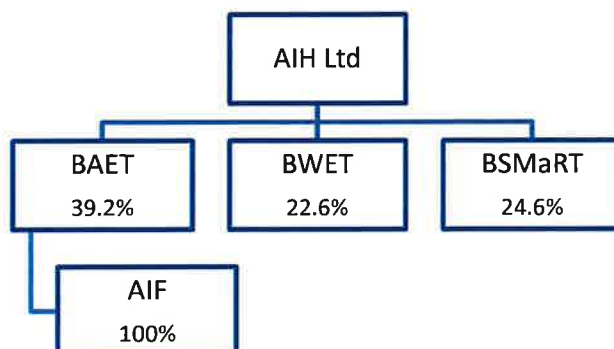 AIH Ltd
BAET
39.2%
BWET
22.6%
BSMaRT
24.6%
AIF
100%